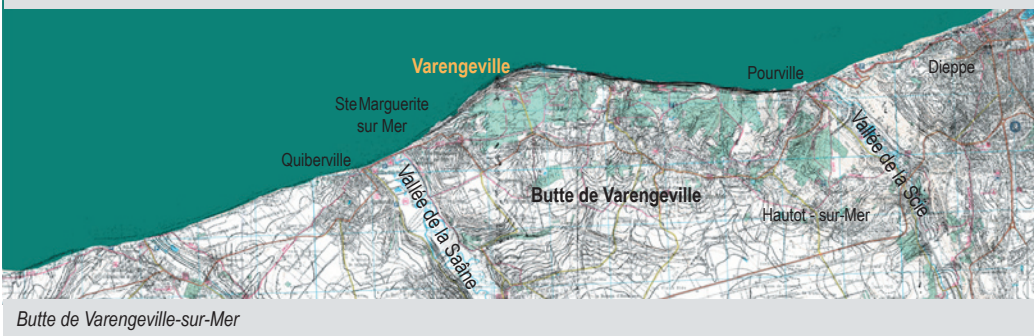 Varengeville
Pourville
Dieppe
Ste Marguerite
sur Mer
Quiberville
Vallée de la Saâne
Butte de Varengeville
Vallée de la Scie
Hautot - sur-Mer
Butte de Varengeville-sur-Mer